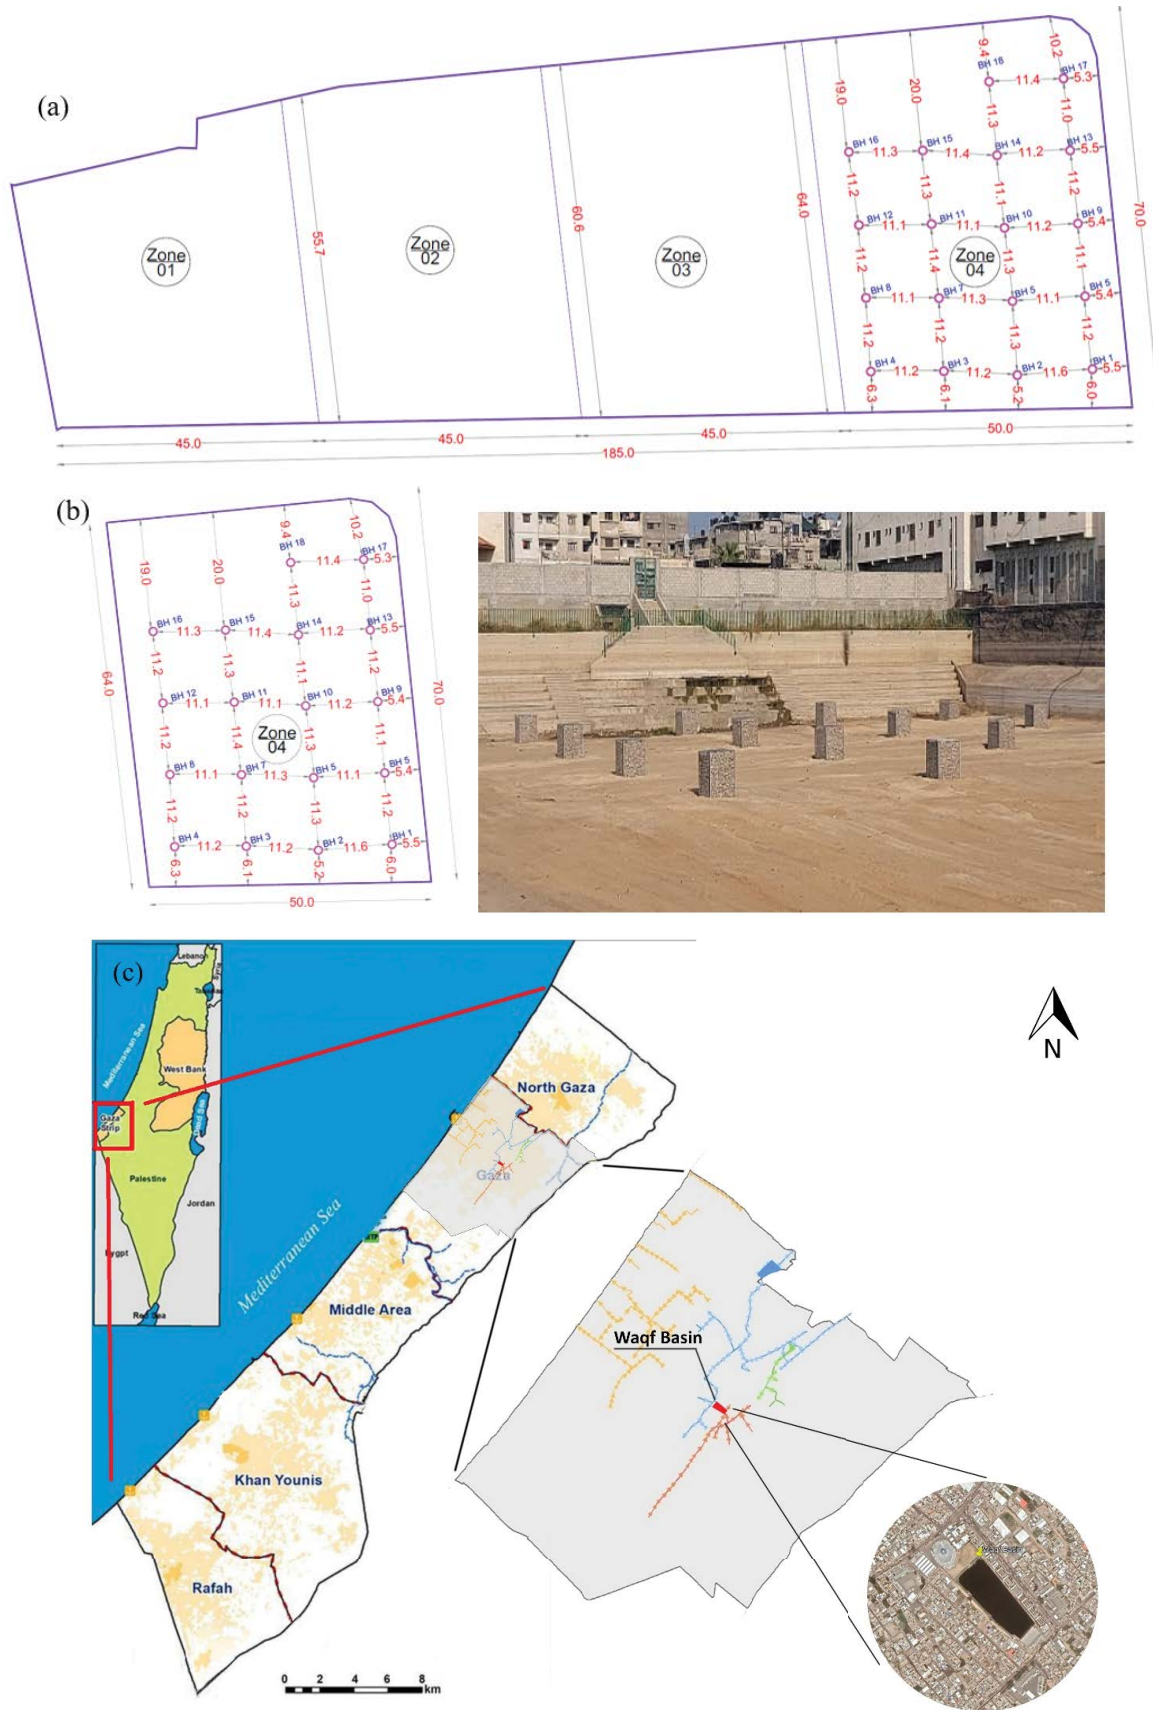 (a)
9.4
10.2
BH 18
BH 17
19.0
20.0
11.4
5.3
11.3
11.0
BH 16
BH 15
BH 14
BH 13
11.3
11.4
11.2
5.5
55.7
60.6
64.0
11.2
11.3
11.1
11.2
70.0
BH 12
BH 11
BH 10
BH 9
11.1
11.1
11.2
5.4
Zone
01
Zone
02
Zone
03
Zone
04
11.2
11.4
11.3
11.1
BH 8
BH 7
BH 5
BH 5
11.1
11.3
11.1
5.4
11.2
11.2
11.3
11.2
BH 4
BH 3
BH 2
BH 1
11.2
11.2
11.6
5.5
6.3
6.1
5.2
6.0
45.0
45.0
45.0
50.0
185.0
(b)
9.4
10.2
BH 18
BH 17
19.0
20.0
11.4
5.3
11.3
11.0
BH 16
BH 15
BH 14
BH 13
11.3
11.4
11.2
5.5
64.0
11.2
11.3
11.1
11.2
70.0
BH 12
BH 11
BH 10
BH 9
11.1
11.1
11.2
5.4
Zone
04
11.2
11.4
11.3
11.1
BH 8
BH 7
BH 5
BH 5
11.1
11.3
11.1
5.4
11.2
11.2
11.3
11.2
BH 4
BH 3
BH 2
BH 1
11.2
11.2
11.6
5.5
6.3
6.1
5.2
6.0
50.0
(c)
Lebanon
Syria
Mediterranean Sea
West Bank
Gaza
Strip
Dead Sea
Palestine
Jordan
Egypt
Red Sea
N
North Gaza
Gaza
Mediterranean Sea
Middle Area
Waqf Basin
Khan Younis
Rafah
0 2 4 6 8
km